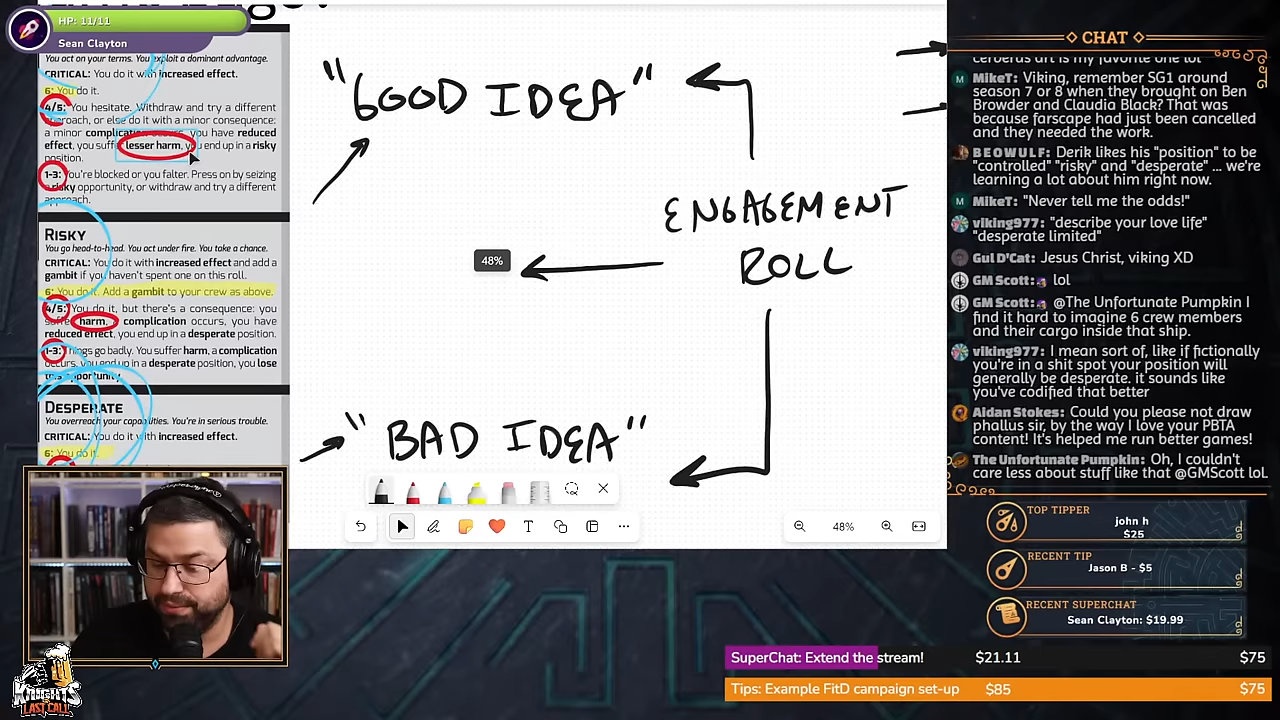 HP: 11/11
Sean Clayton
You act on your terms. You exploit a dominant advantage.
CRITICAL: You do it with increased effect.
6: You do it.
4/5: You hesitate. Withdraw and try a different
approach, or else do it with a minor consequence:
a minor complication occurs, you have reduced
effect, you suffer lesser harm, you end up in a risky
position.
1-3: You're blocked or you falter. Press on by seizing
a risky opportunity, or withdraw and try a different
approach.
RISKY
You go head-to-head. You act under fire. You take a chance.
CRITICAL: You do it with increased effect and add a
gambit if you haven't spent one on this roll.
6: You do it. Add a gambit to your crew as above.
4/5: You do it, but there's a consequence: you
suffer harm, a complication occurs, you have
reduced effect, you end up in a desperate position.
1-3: Things go badly. You suffer harm, a complication
occurs, you end up in a desperate position, you lose
this opportunity.
DESPERATE
You overreach your capabilities. You're in serious trouble.
CRITICAL: You do it with increased effect.
6: You do it.
"GOOD IDEA"
ENGAGEMENT
ROLL
48%
"BAD IDEA"
T
48%
CHAT
cerberus art is my favorite one lol
MikeT: Viking, remember SG1 around
season 7 or 8 when they brought on Ben
Browder and Claudia Black? That was
because farscape had just been cancelled
and they needed the work.
BEOWULF: Derik likes his "position" to be
"controlled" "risky" and "desperate" ... we're
learning a lot about him right now.
MikeT: "Never tell me the odds!"
viking977: "describe your love life"
"desperate limited"
Gul D'Cat: Jesus Christ, viking XD
GM Scott: lol
GM Scott: @The Unfortunate Pumpkin I
find it hard to imagine 6 crew members
and their cargo inside that ship.
viking977: I mean sort of, like if fictionally
you're in a shit spot your position will
generally be desperate. it sounds like
you've codified that better
Aidan Stokes: Could you please not draw
phallus sir, by the way I love your PBTA
content! It's helped me run better games!
The Unfortunate Pumpkin: Oh, I couldn't
care less about stuff like that @GMScott lol.
TOP TIPPER
john h
$25
RECENT TIP
Jason B - $5
RECENT SUPERCHAT
Sean Clayton: $19.99
SuperChat: Extend the stream! $21.11 $75
Tips: Example FitD campaign set-up $85 $75
KNIGHTS
OF LAST CALL